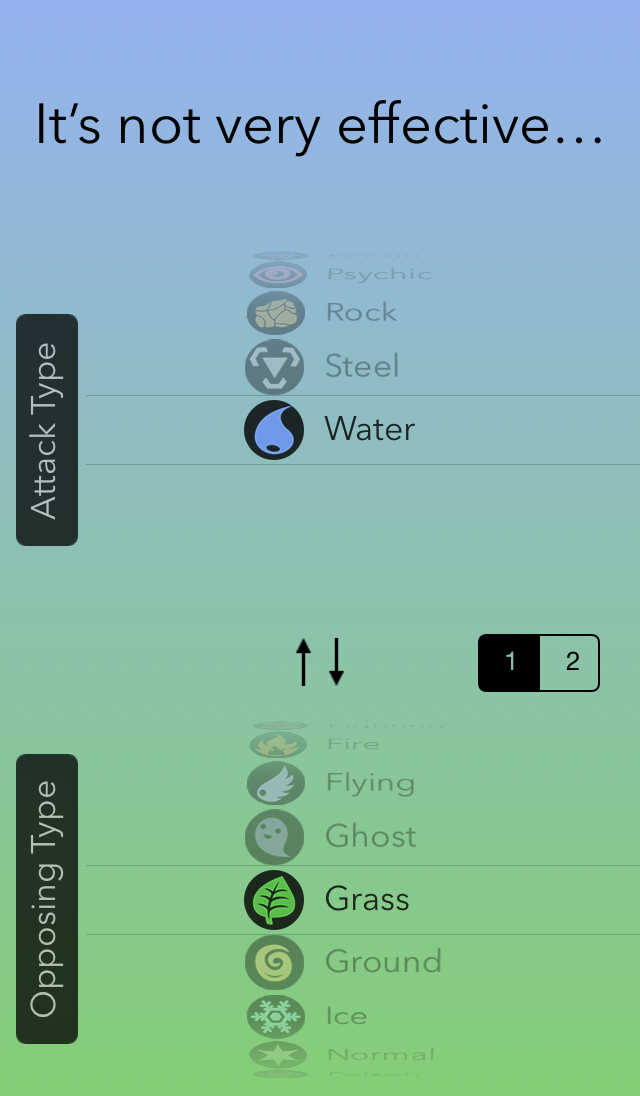 It's not very effective...
Psychic
Rock
Steel
Water
Attack Type
1 2
Fire
Flying
Ghost
Grass
Opposing Type
Ground
Ice
Normal